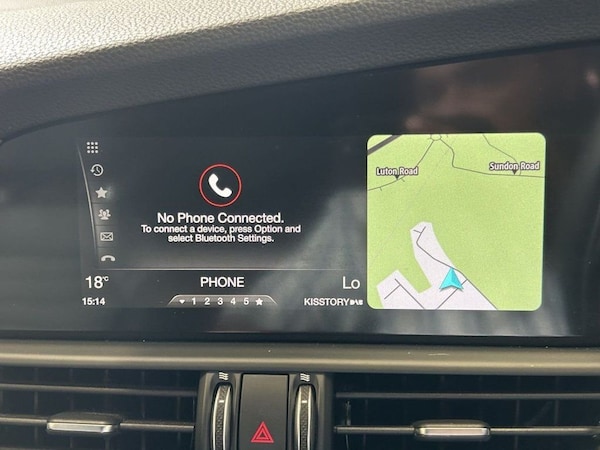 Luton Road
Sundon Road
No Phone Connected.
To connect a device, press Option and
select Bluetooth Settings.
18°C
PHONE
Lo
15:14
1 2 3 4 5
KISSTORY DAB